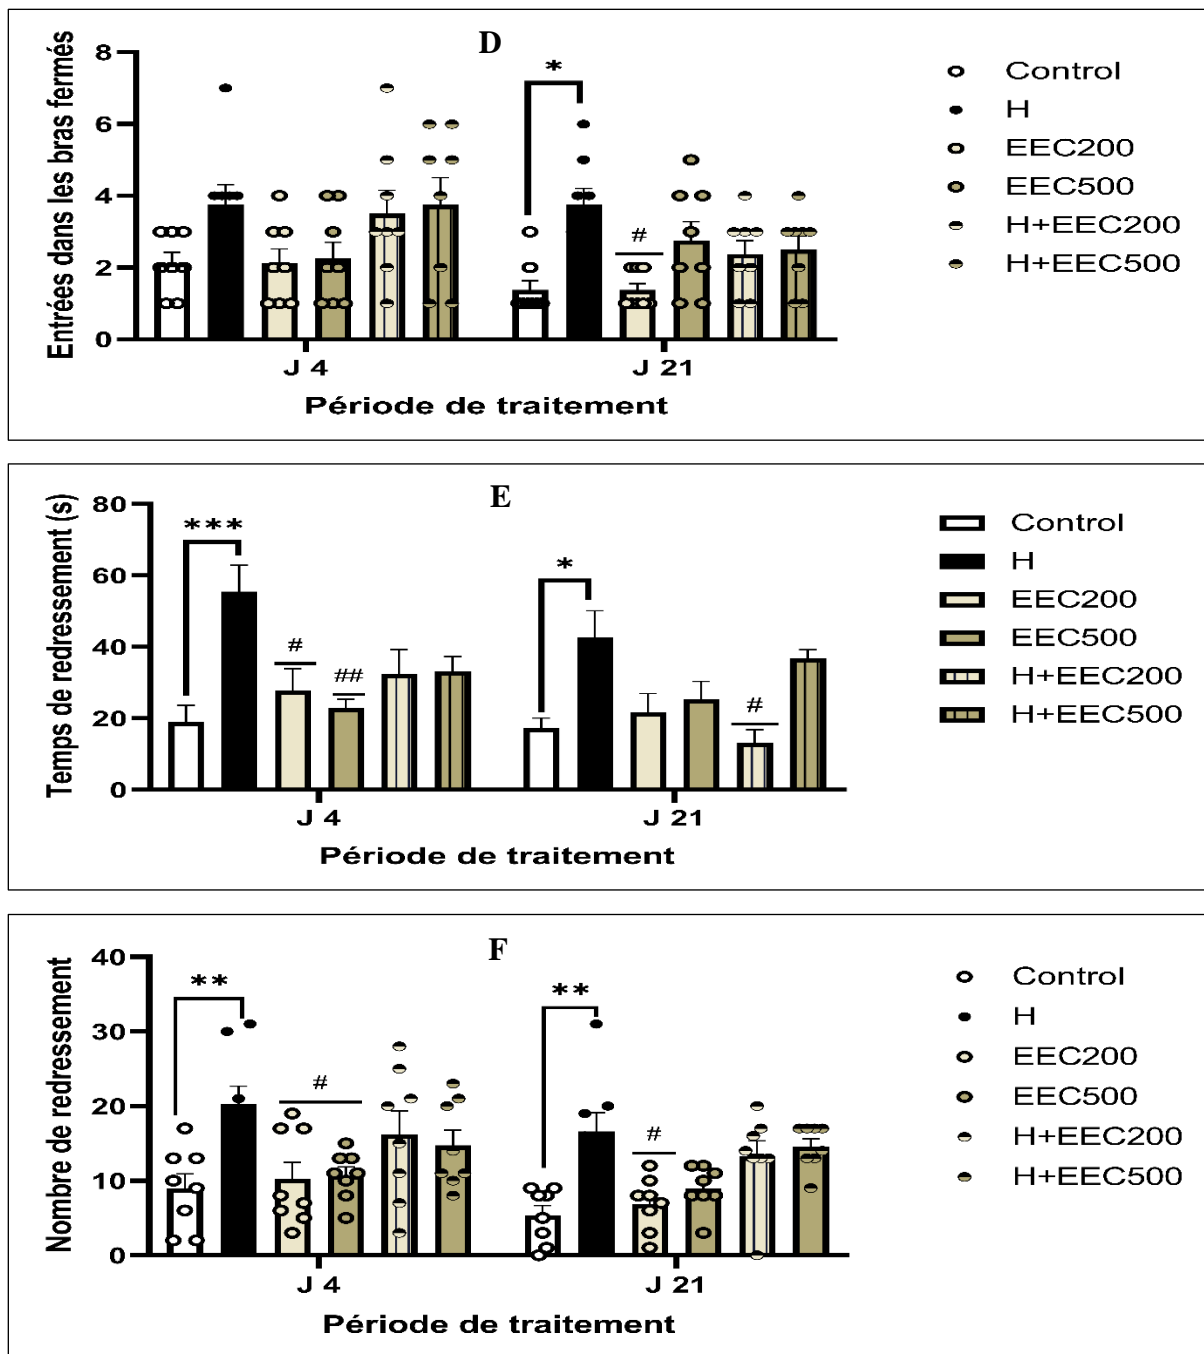 D
Entrées dans les bras fermés
8
6
4
2
0
*
#
J 4
J 21
Période de traitement
Control
H
EEC200
EEC500
H+EEC200
H+EEC500
E
Temps de redressement (s)
80
60
40
20
0
***
#
##
*
#
J 4
J 21
Période de traitement
Control
H
EEC200
EEC500
H+EEC200
H+EEC500
F
Nombre de redressement
40
30
20
10
0
**
#
**
#
J 4
J 21
Période de traitement
Control
H
EEC200
EEC500
H+EEC200
H+EEC500